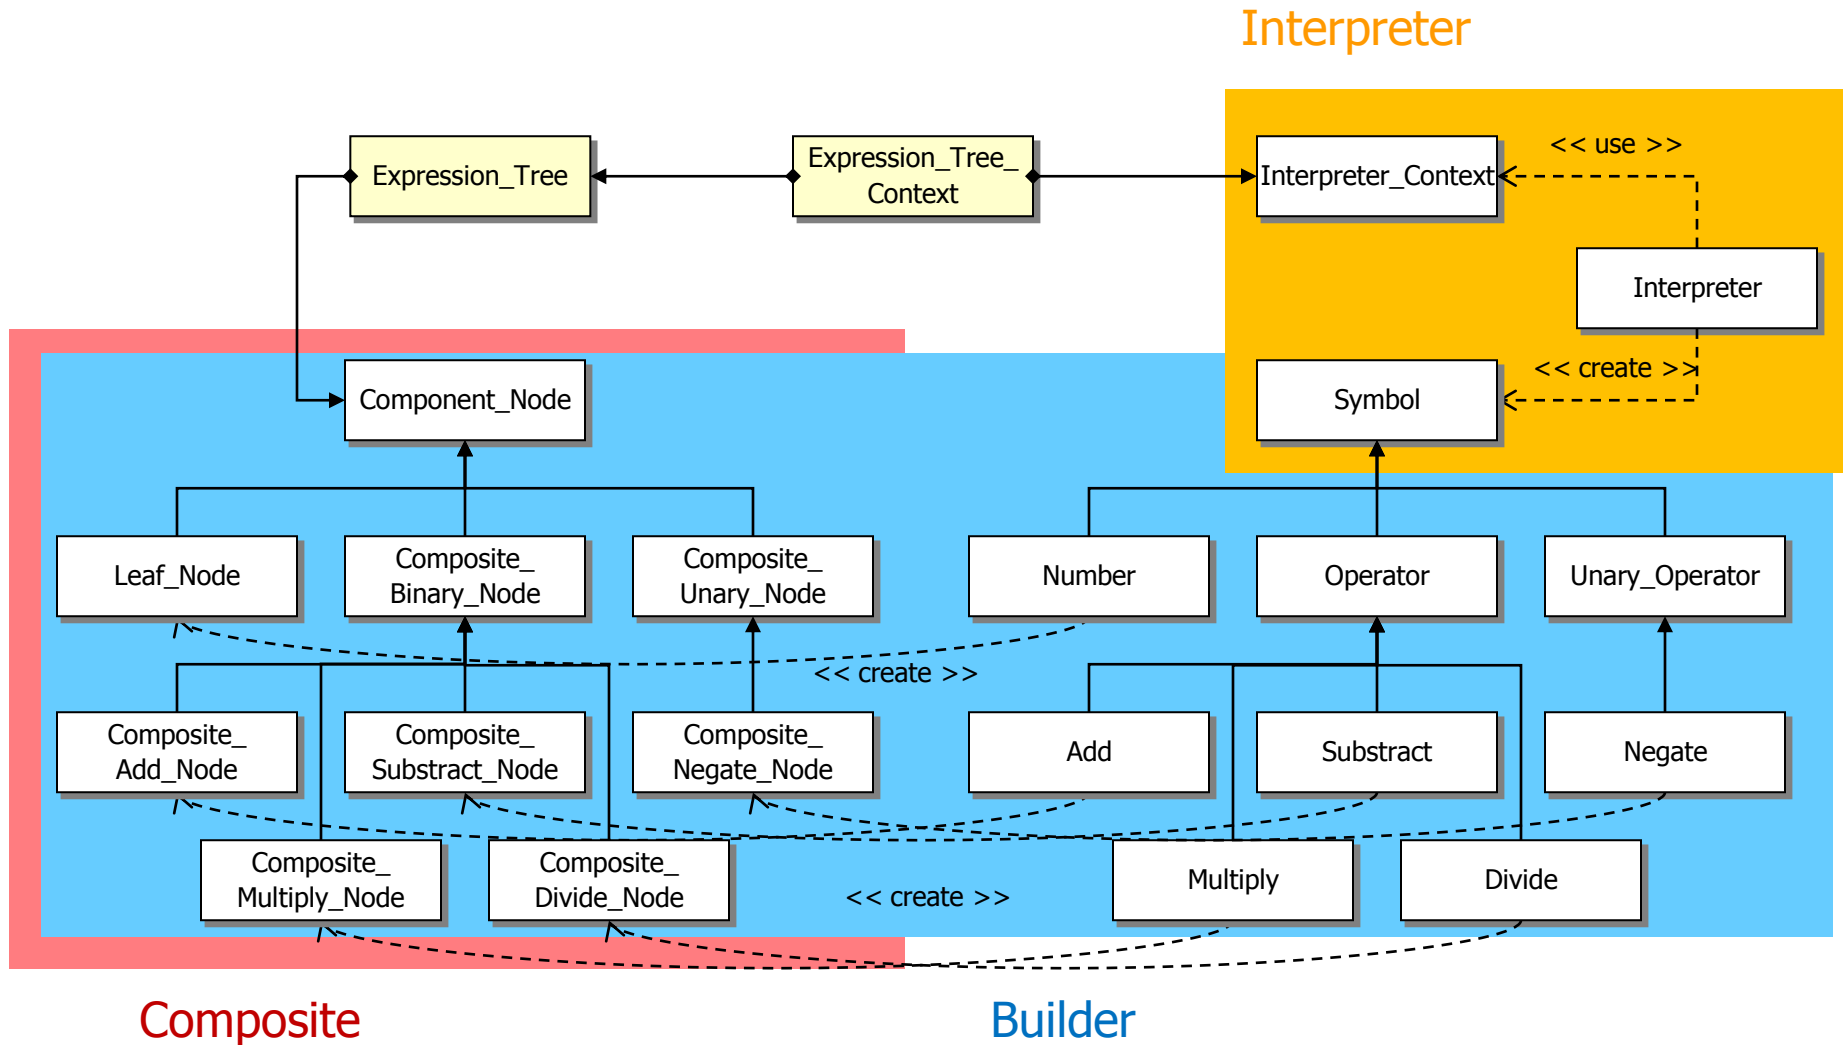 Interpreter
Expression_Tree
Expression_Tree_
Context
Interpreter_Context
<< use >>
Interpreter
<< create >>
Component_Node
Symbol
Leaf_Node
Composite_
Binary_Node
Composite_
Unary_Node
Number
Operator
Unary_Operator
<< create >>
Composite_
Add_Node
Composite_
Substract_Node
Composite_
Negate_Node
Add
Substract
Negate
Composite_
Multiply_Node
Composite_
Divide_Node
<< create >>
Multiply
Divide
Composite
Builder